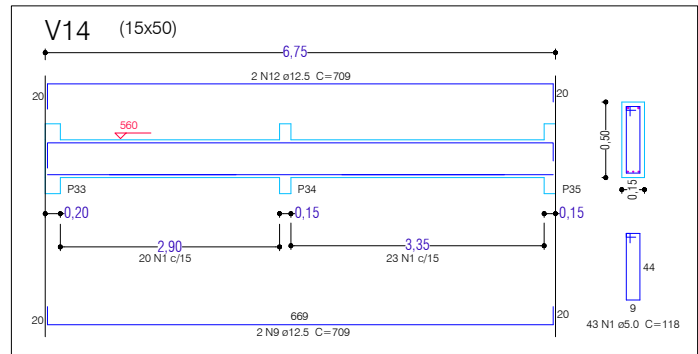 V14 (15x50)
6,75
2 N12 ø12.5 C=709
20 20
560
0,50
0,15
P33 P34 P35
0,20 0,15 0,15
2,90 3,35
20 N1 c/15 23 N1 c/15
44
9
43 N1 ø5.0 C=118
669
20 20
2 N9 ø12.5 C=709